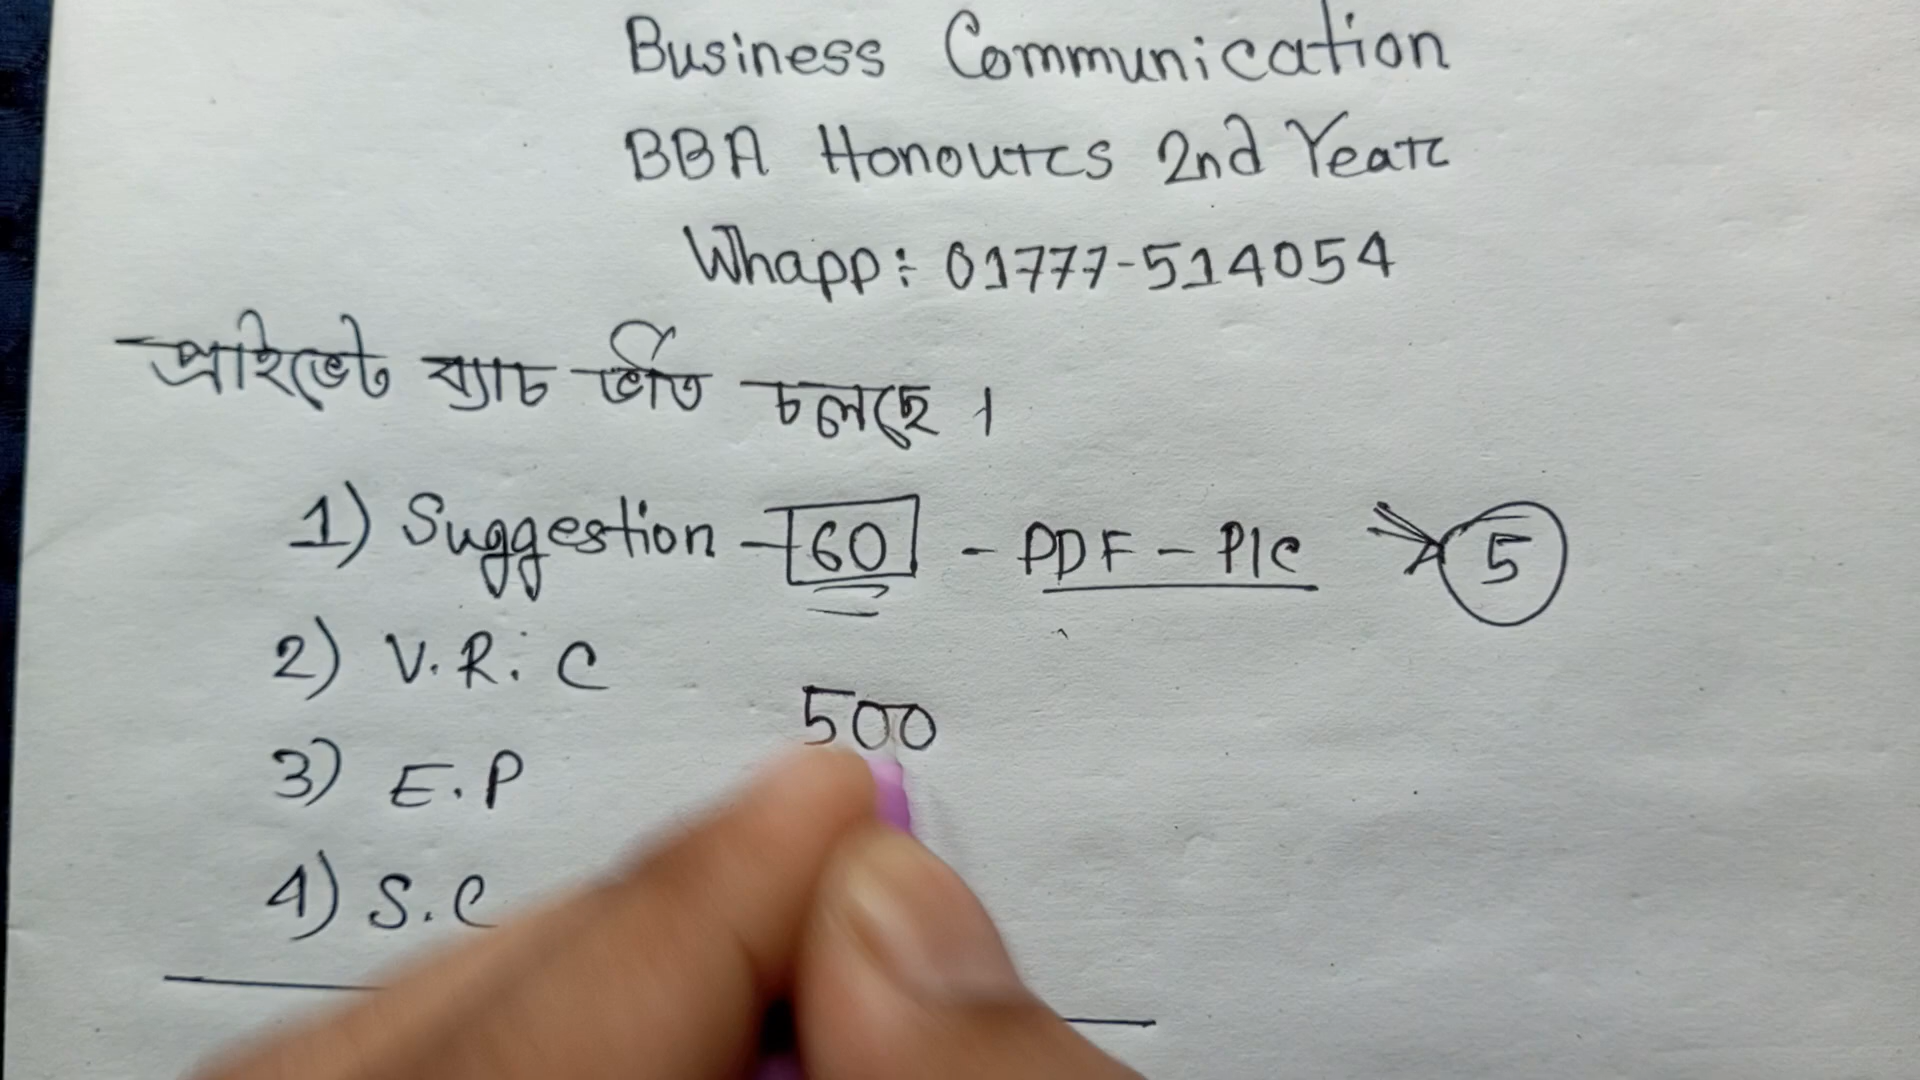 Business Communication
BBA Honours 2nd Year
Whapp: 01777-514054
প্রাইভেট ব্যাচ ভর্তি চলছে।
1) Suggestion - 60 - PDF - PIC 5
2) V.R.C
500
3) E.P
4) S.C